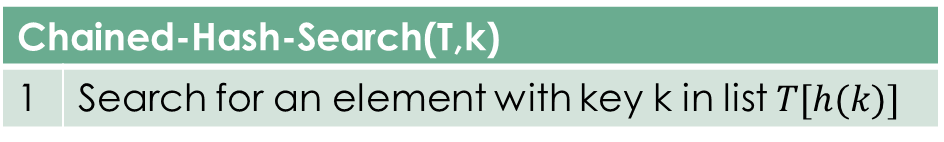 Chained-Hash-Search(T,k)
1 Search for an element with key k in list T[h(k)]